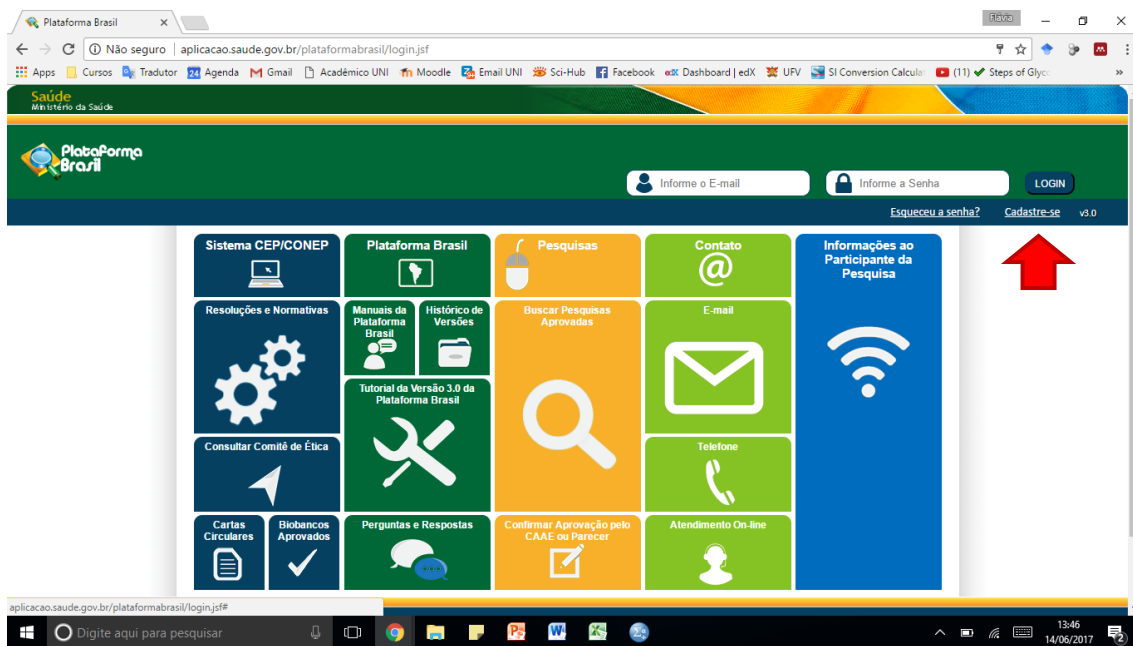 Plataforma Brasil
Flávia
Não seguro | aplicacao.saude.gov.br/plataformabrasil/login.jsf
Apps Cursos Tradutor 24 Agenda Gmail Acadêmico UNI Moodle Email UNI Sci-Hub Facebook edX Dashboard | edX UFV SI Conversion Calcula (11) Steps of Glyc
Saúde
Ministério da Saúde
Plataforma
Brasil
Informe o E-mail
Informe a Senha
LOGIN
Esqueceu a senha? Cadastre-se v3.0
Sistema CEP/CONEP
Plataforma Brasil
Pesquisas
Contato
@
Informações ao
Participante da
Pesquisa
Resoluções e Normativas
Manuais da
Plataforma
Brasil
Histórico de
Versões
Buscar Pesquisas
Aprovadas
E-mail
Tutorial da Versão 3.0 da
Plataforma Brasil
Consultar Comitê de Ética
Telefone
Cartas
Circulares
Biobancos
Aprovados
Perguntas e Respostas
Confirmar Aprovação pelo
CAAE ou Parecer
Atendimento On-line
aplicacao.saude.gov.br/plataformabrasil/login.jsf#
Digite aqui para pesquisar
13:46
14/06/2017
2